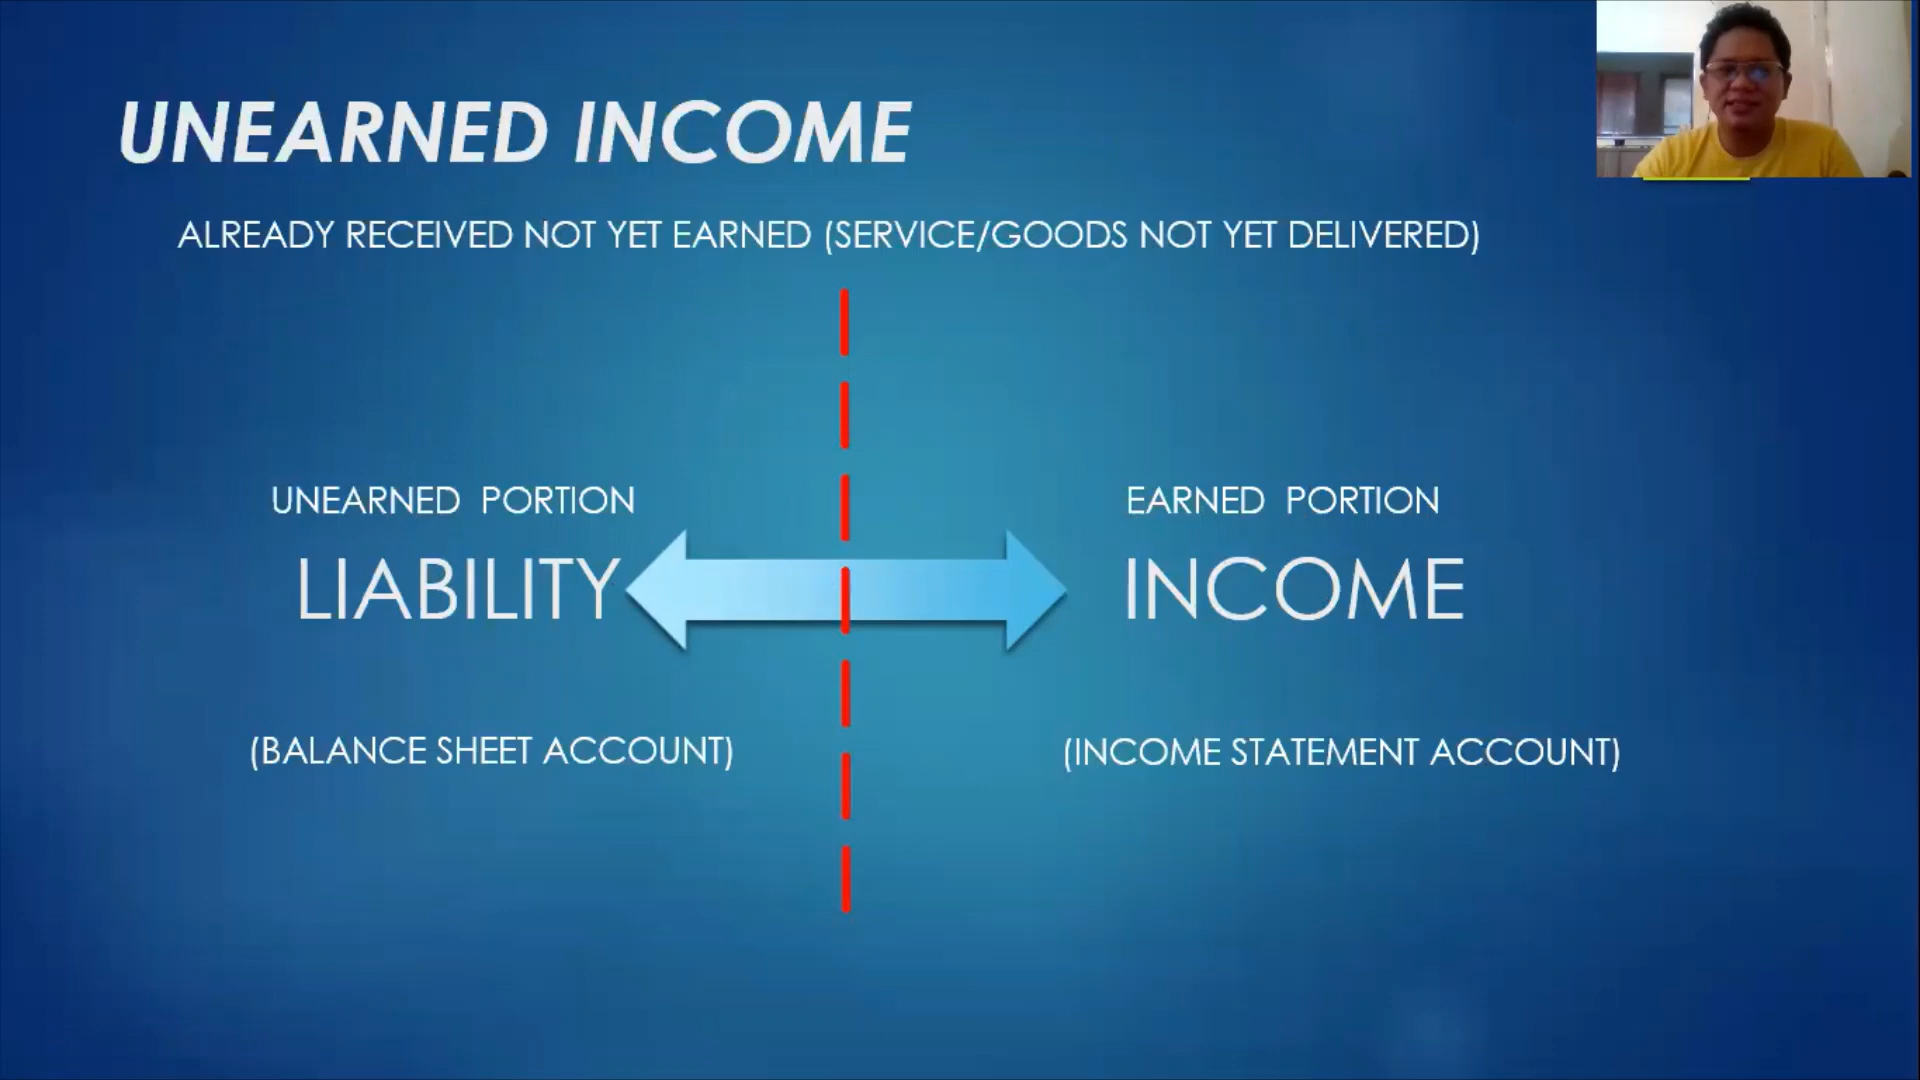 UNEARNED INCOME
ALREADY RECEIVED NOT YET EARNED (SERVICE/GOODS NOT YET DELIVERED)
UNEARNED PORTION
LIABILITY
(BALANCE SHEET ACCOUNT)
EARNED PORTION
INCOME
(INCOME STATEMENT ACCOUNT)